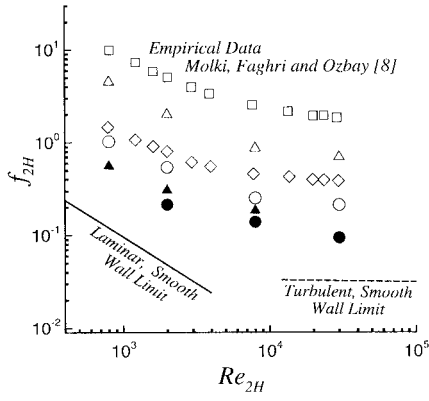 10¹
Empirical Data
Molki, Faghri and Ozbay [8]
10⁰
f₂H
10⁻¹
Laminar, Smooth
Wall Limit
Turbulent, Smooth
Wall Limit
10⁻²
10³
10⁴
10⁵
Re₂H